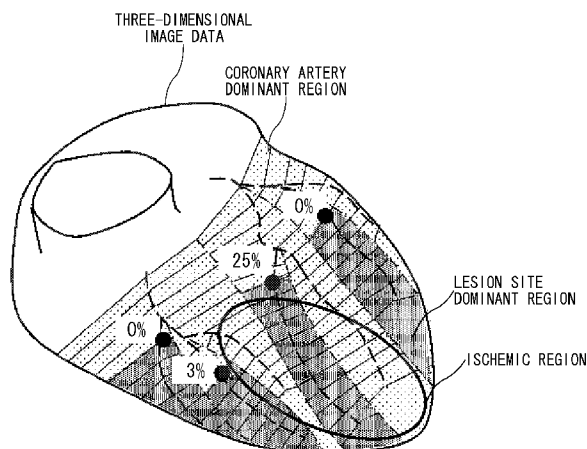 THREE-DIMENSIONAL
IMAGE DATA
CORONARY ARTERY
DOMINANT REGION
0%
25%
LESION SITE
DOMINANT REGION
0%
ISCHEMIC REGION
3%